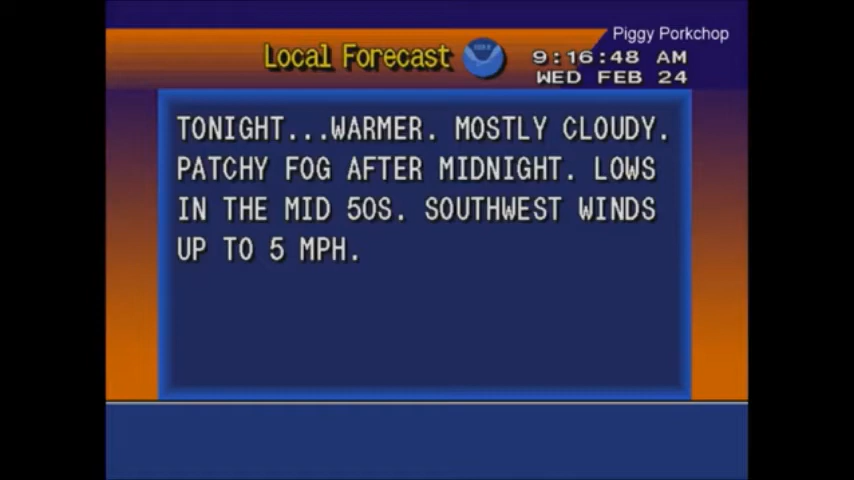 Piggy Porkchop
Local Forecast
9:16:48 AM
WED FEB 24
TONIGHT...WARMER. MOSTLY CLOUDY.
PATCHY FOG AFTER MIDNIGHT. LOWS
IN THE MID 50S. SOUTHWEST WINDS
UP TO 5 MPH.